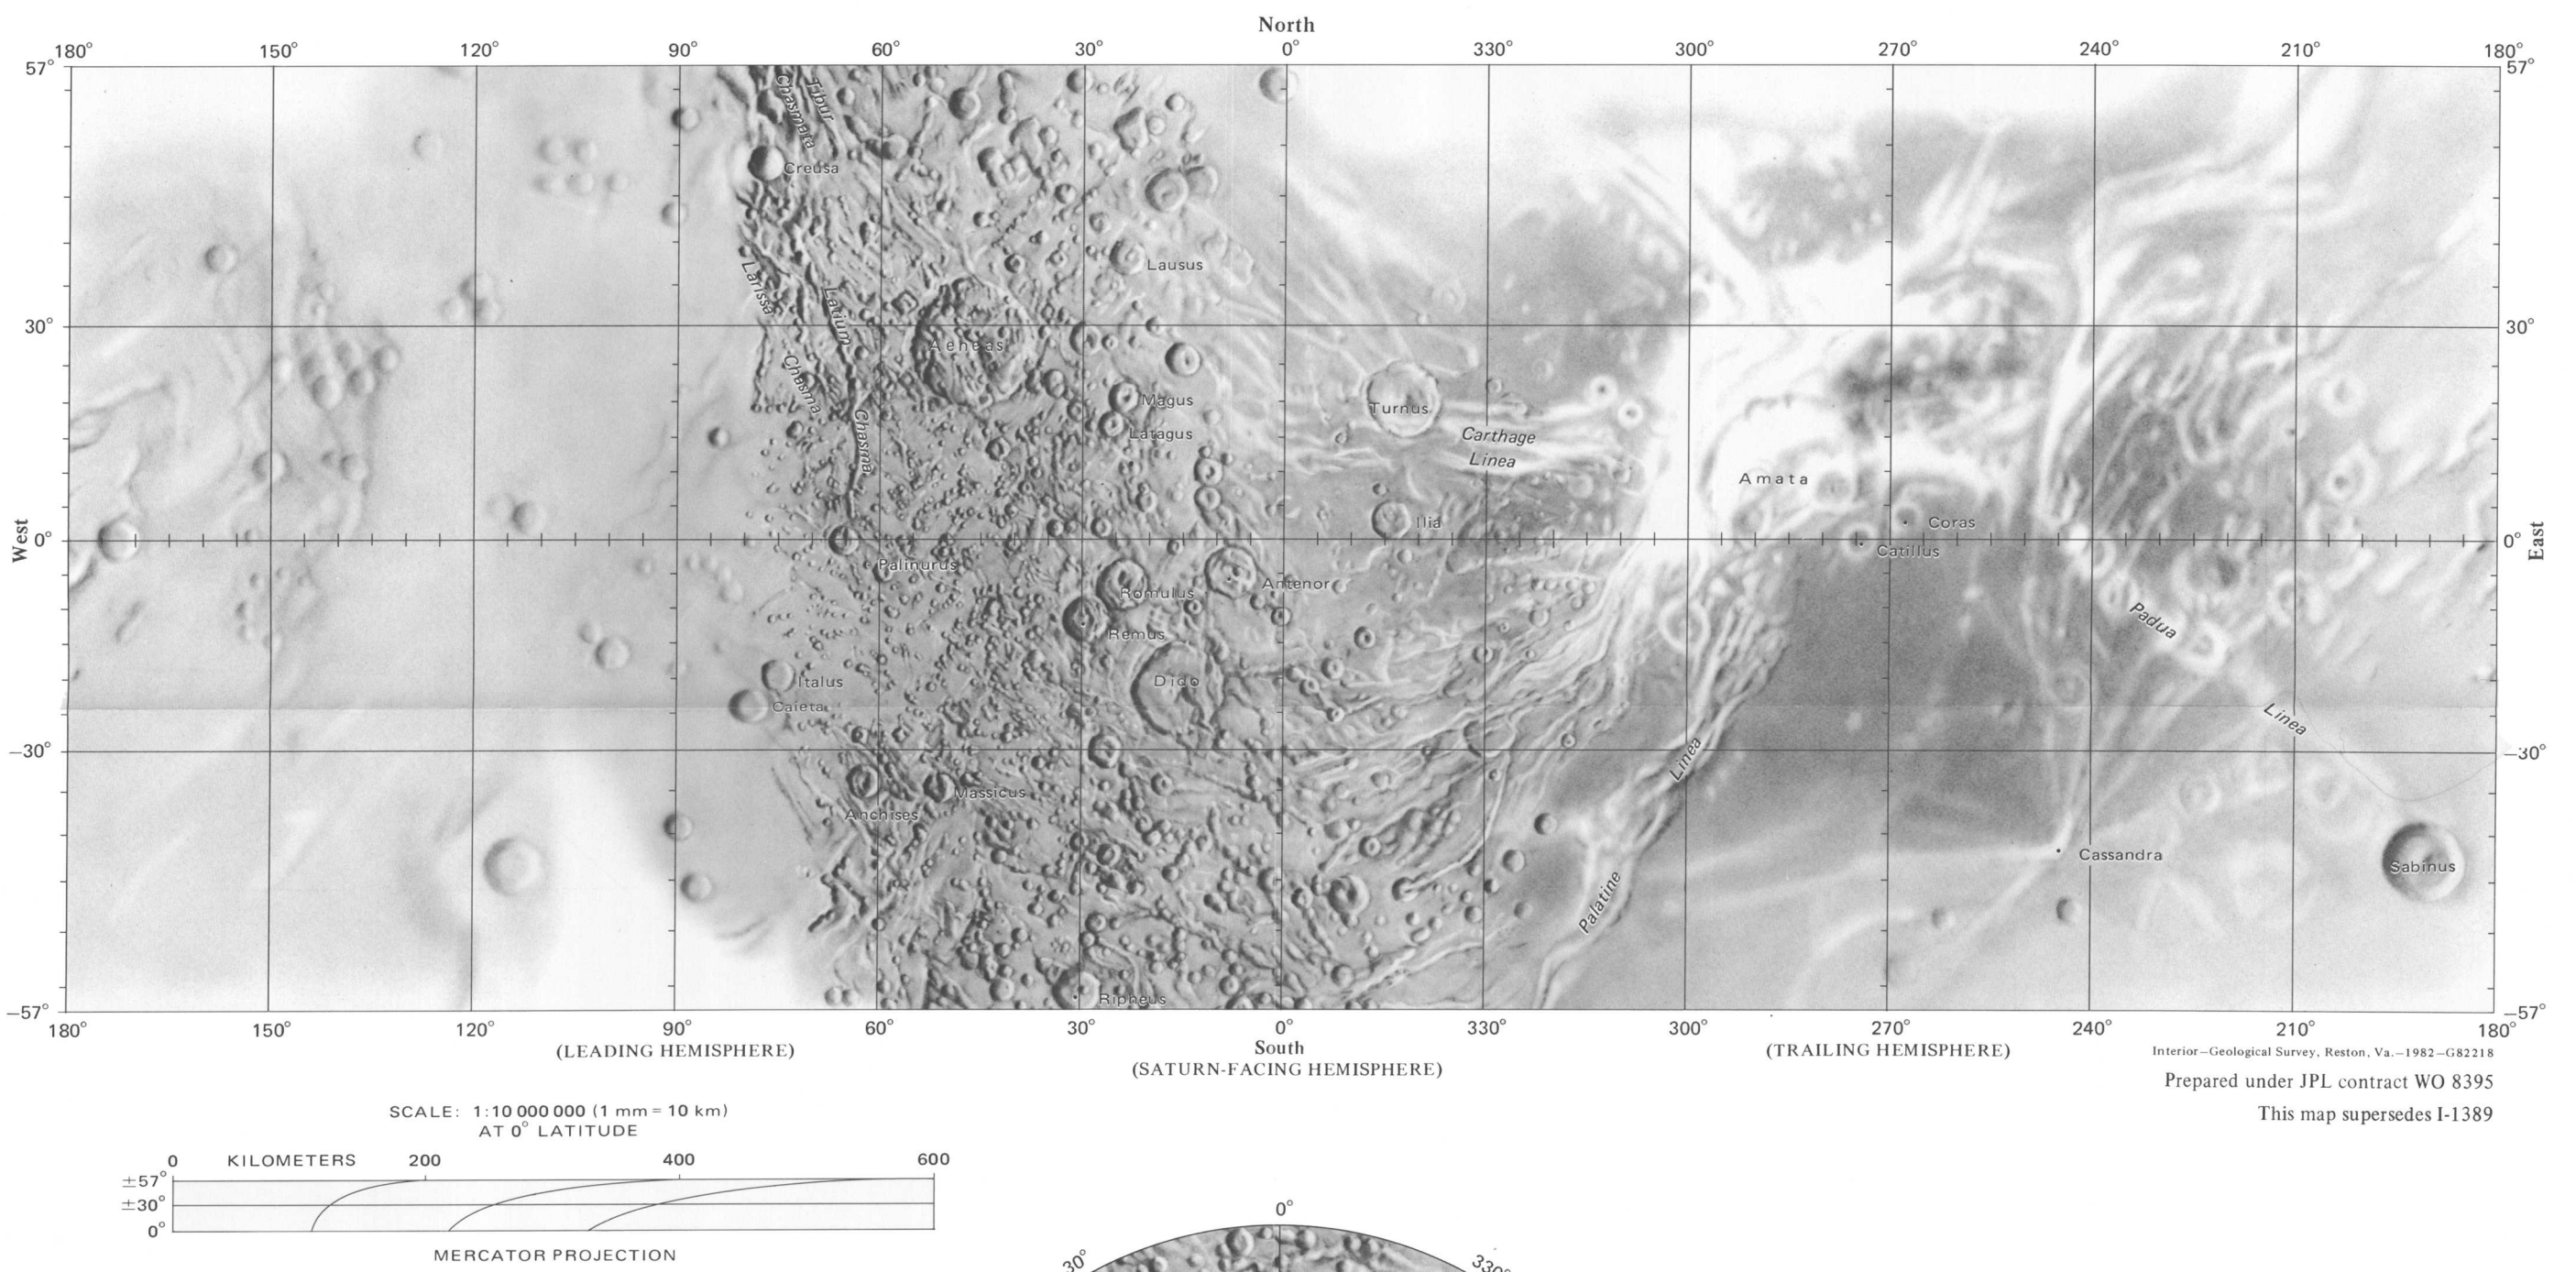 North
180° 150° 120° 90° 60° 30° 0° 330° 300° 270° 240° 210° 180°
57° 57°
Tibur
Chasmata
Creusa
Lausus
Larissa
Chasma
Latium
Chasma
30° 30°
Aeneas
Magus
Turnus
Latagus
Carthage
Linea
Amata
Ilia
Coras
West 0° 0° East
Catillus
Palinurus
Antenor
Romulus
Remus
Padua
Linea
Italus
Dido
Caieta
−30° −30°
Palatine
Linea
Massicus
Anchises
Cassandra
Sabinus
Ripheus
−57° −57°
180° 150° 120° 90° 60° 30° 0° 330° 300° 270° 240° 210° 180°
(LEADING HEMISPHERE) South (TRAILING HEMISPHERE)
(SATURN-FACING HEMISPHERE)
Interior—Geological Survey, Reston, Va.—1982—G82218
Prepared under JPL contract WO 8395
This map supersedes I-1389
SCALE: 1:10 000 000 (1 mm = 10 km)
AT 0° LATITUDE
0 KILOMETERS 200 400 600
±57°
±30°
0°
MERCATOR PROJECTION
0°
30° 330°